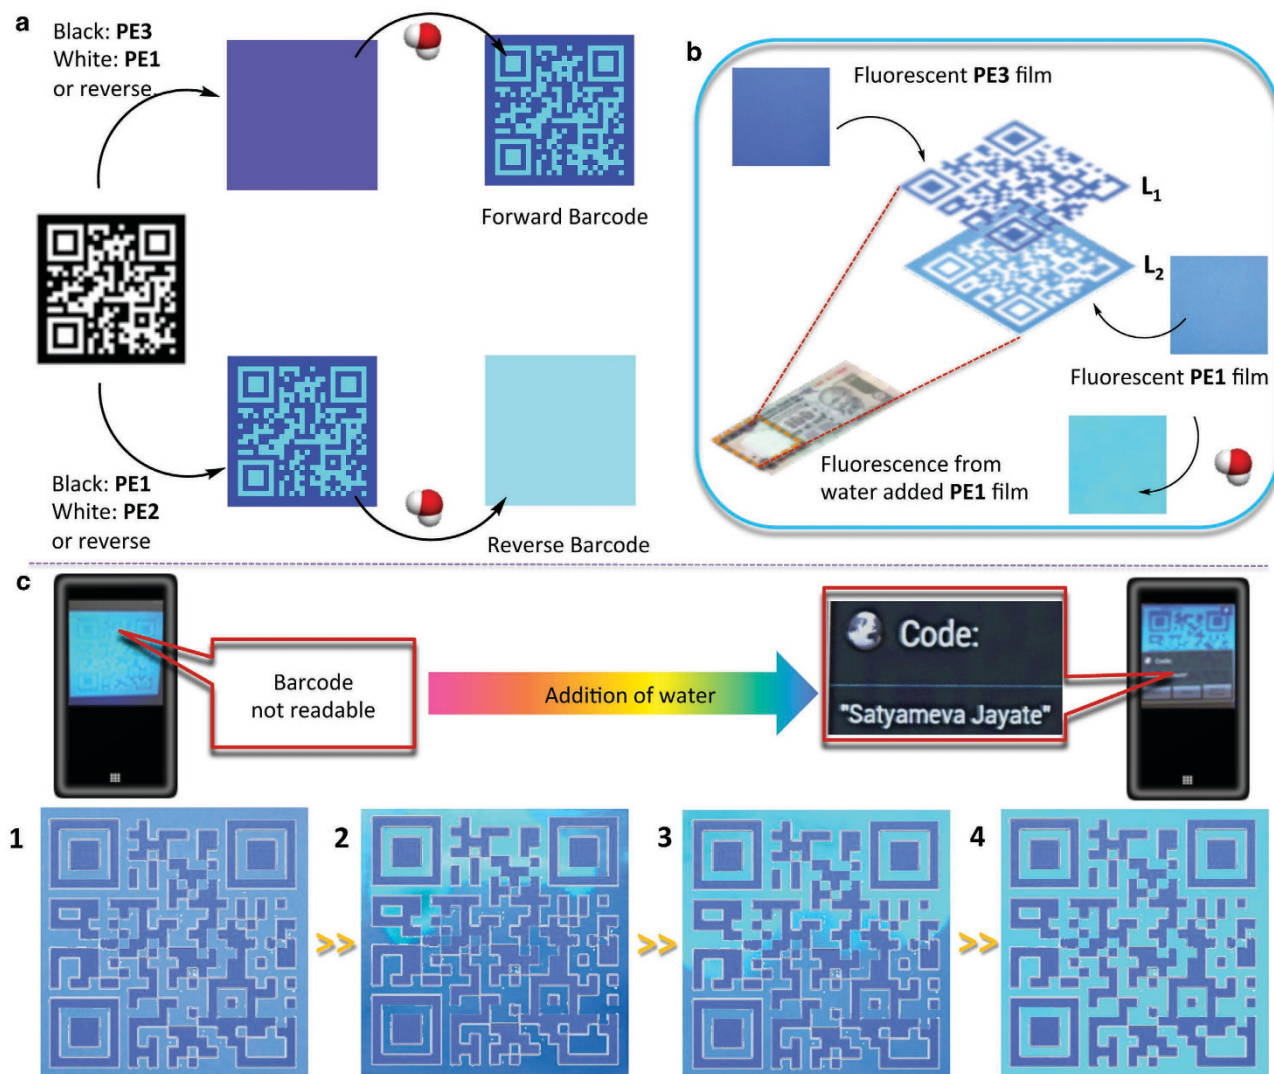 a
Black: PE3
White: PE1
or reverse.
Forward Barcode
Black: PE1
White: PE2
or reverse
Reverse Barcode
b
Fluorescent PE3 film
L1
L2
Fluorescent PE1 film
Fluorescence from
water added PE1 film
c
Barcode
not readable
Addition of water
Code:
"Satyameva Jayate"
Code:
1
2
>>
3
>>
4
>>